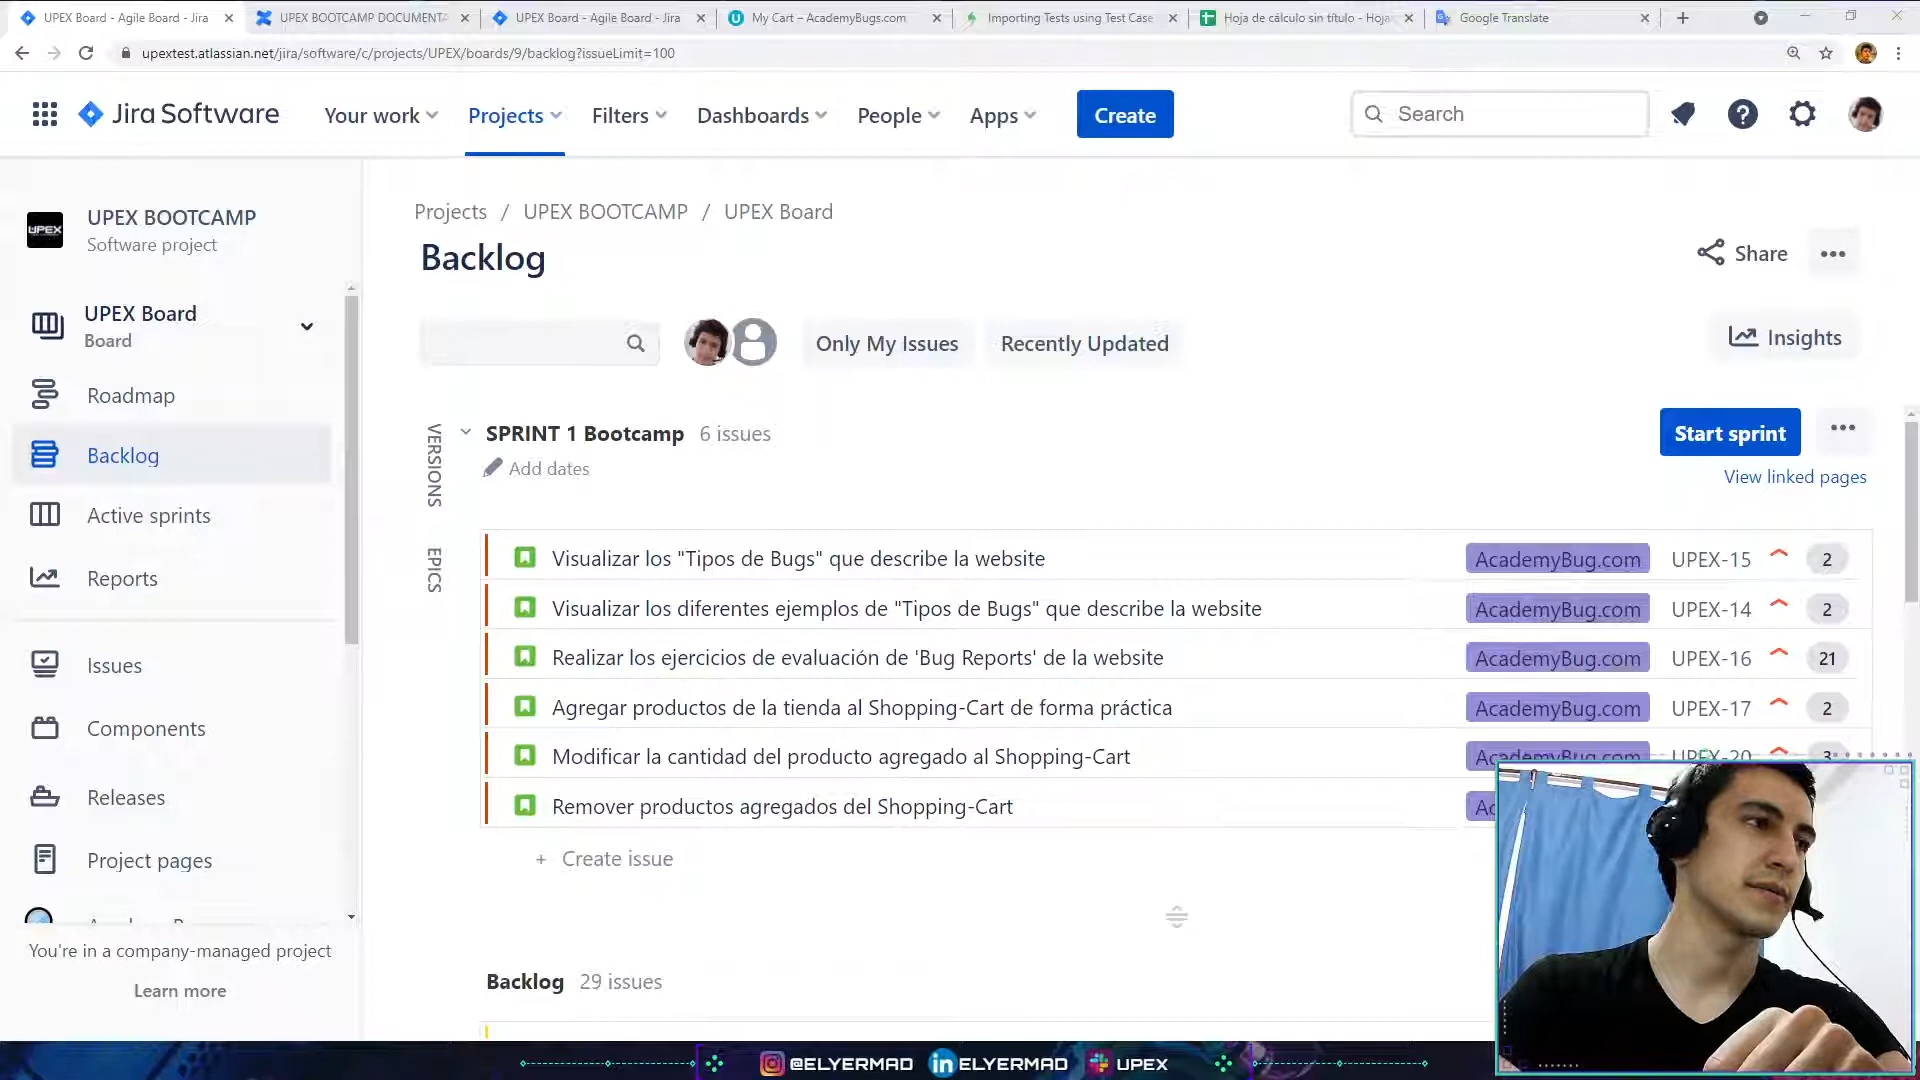 UPEX Board - Agile Board - Jira
UPEX BOOTCAMP DOCUMENTA
UPEX Board - Agile Board - Jira
My Cart – AcademyBugs.com
Importing Tests using Test Case
Hoja de cálculo sin título - Hoja
Google Translate
upextest.atlassian.net/jira/software/c/projects/UPEX/boards/9/backlog?issueLimit=100
Jira Software
Your work
Projects
Filters
Dashboards
People
Apps
Create
Search
UPEX
UPEX BOOTCAMP
Software project
UPEX Board
Board
Roadmap
Backlog
Active sprints
Reports
Issues
Components
Releases
Project pages
You're in a company-managed project
Learn more
Projects / UPEX BOOTCAMP / UPEX Board
Backlog
Share
Only My Issues
Recently Updated
Insights
VERSIONS
EPICS
SPRINT 1 Bootcamp 6 issues
Add dates
Start sprint
View linked pages
Visualizar los "Tipos de Bugs" que describe la website AcademyBug.com UPEX-15 2
Visualizar los diferentes ejemplos de "Tipos de Bugs" que describe la website AcademyBug.com UPEX-14 2
Realizar los ejercicios de evaluación de 'Bug Reports' de la website AcademyBug.com UPEX-16 21
Agregar productos de la tienda al Shopping-Cart de forma práctica AcademyBug.com UPEX-17 2
Modificar la cantidad del producto agregado al Shopping-Cart AcademyBug.com UPEX-20 3
Remover productos agregados del Shopping-Cart Ac
+ Create issue
Backlog 29 issues
@ELYERMAD
ELYERMAD
UPEX